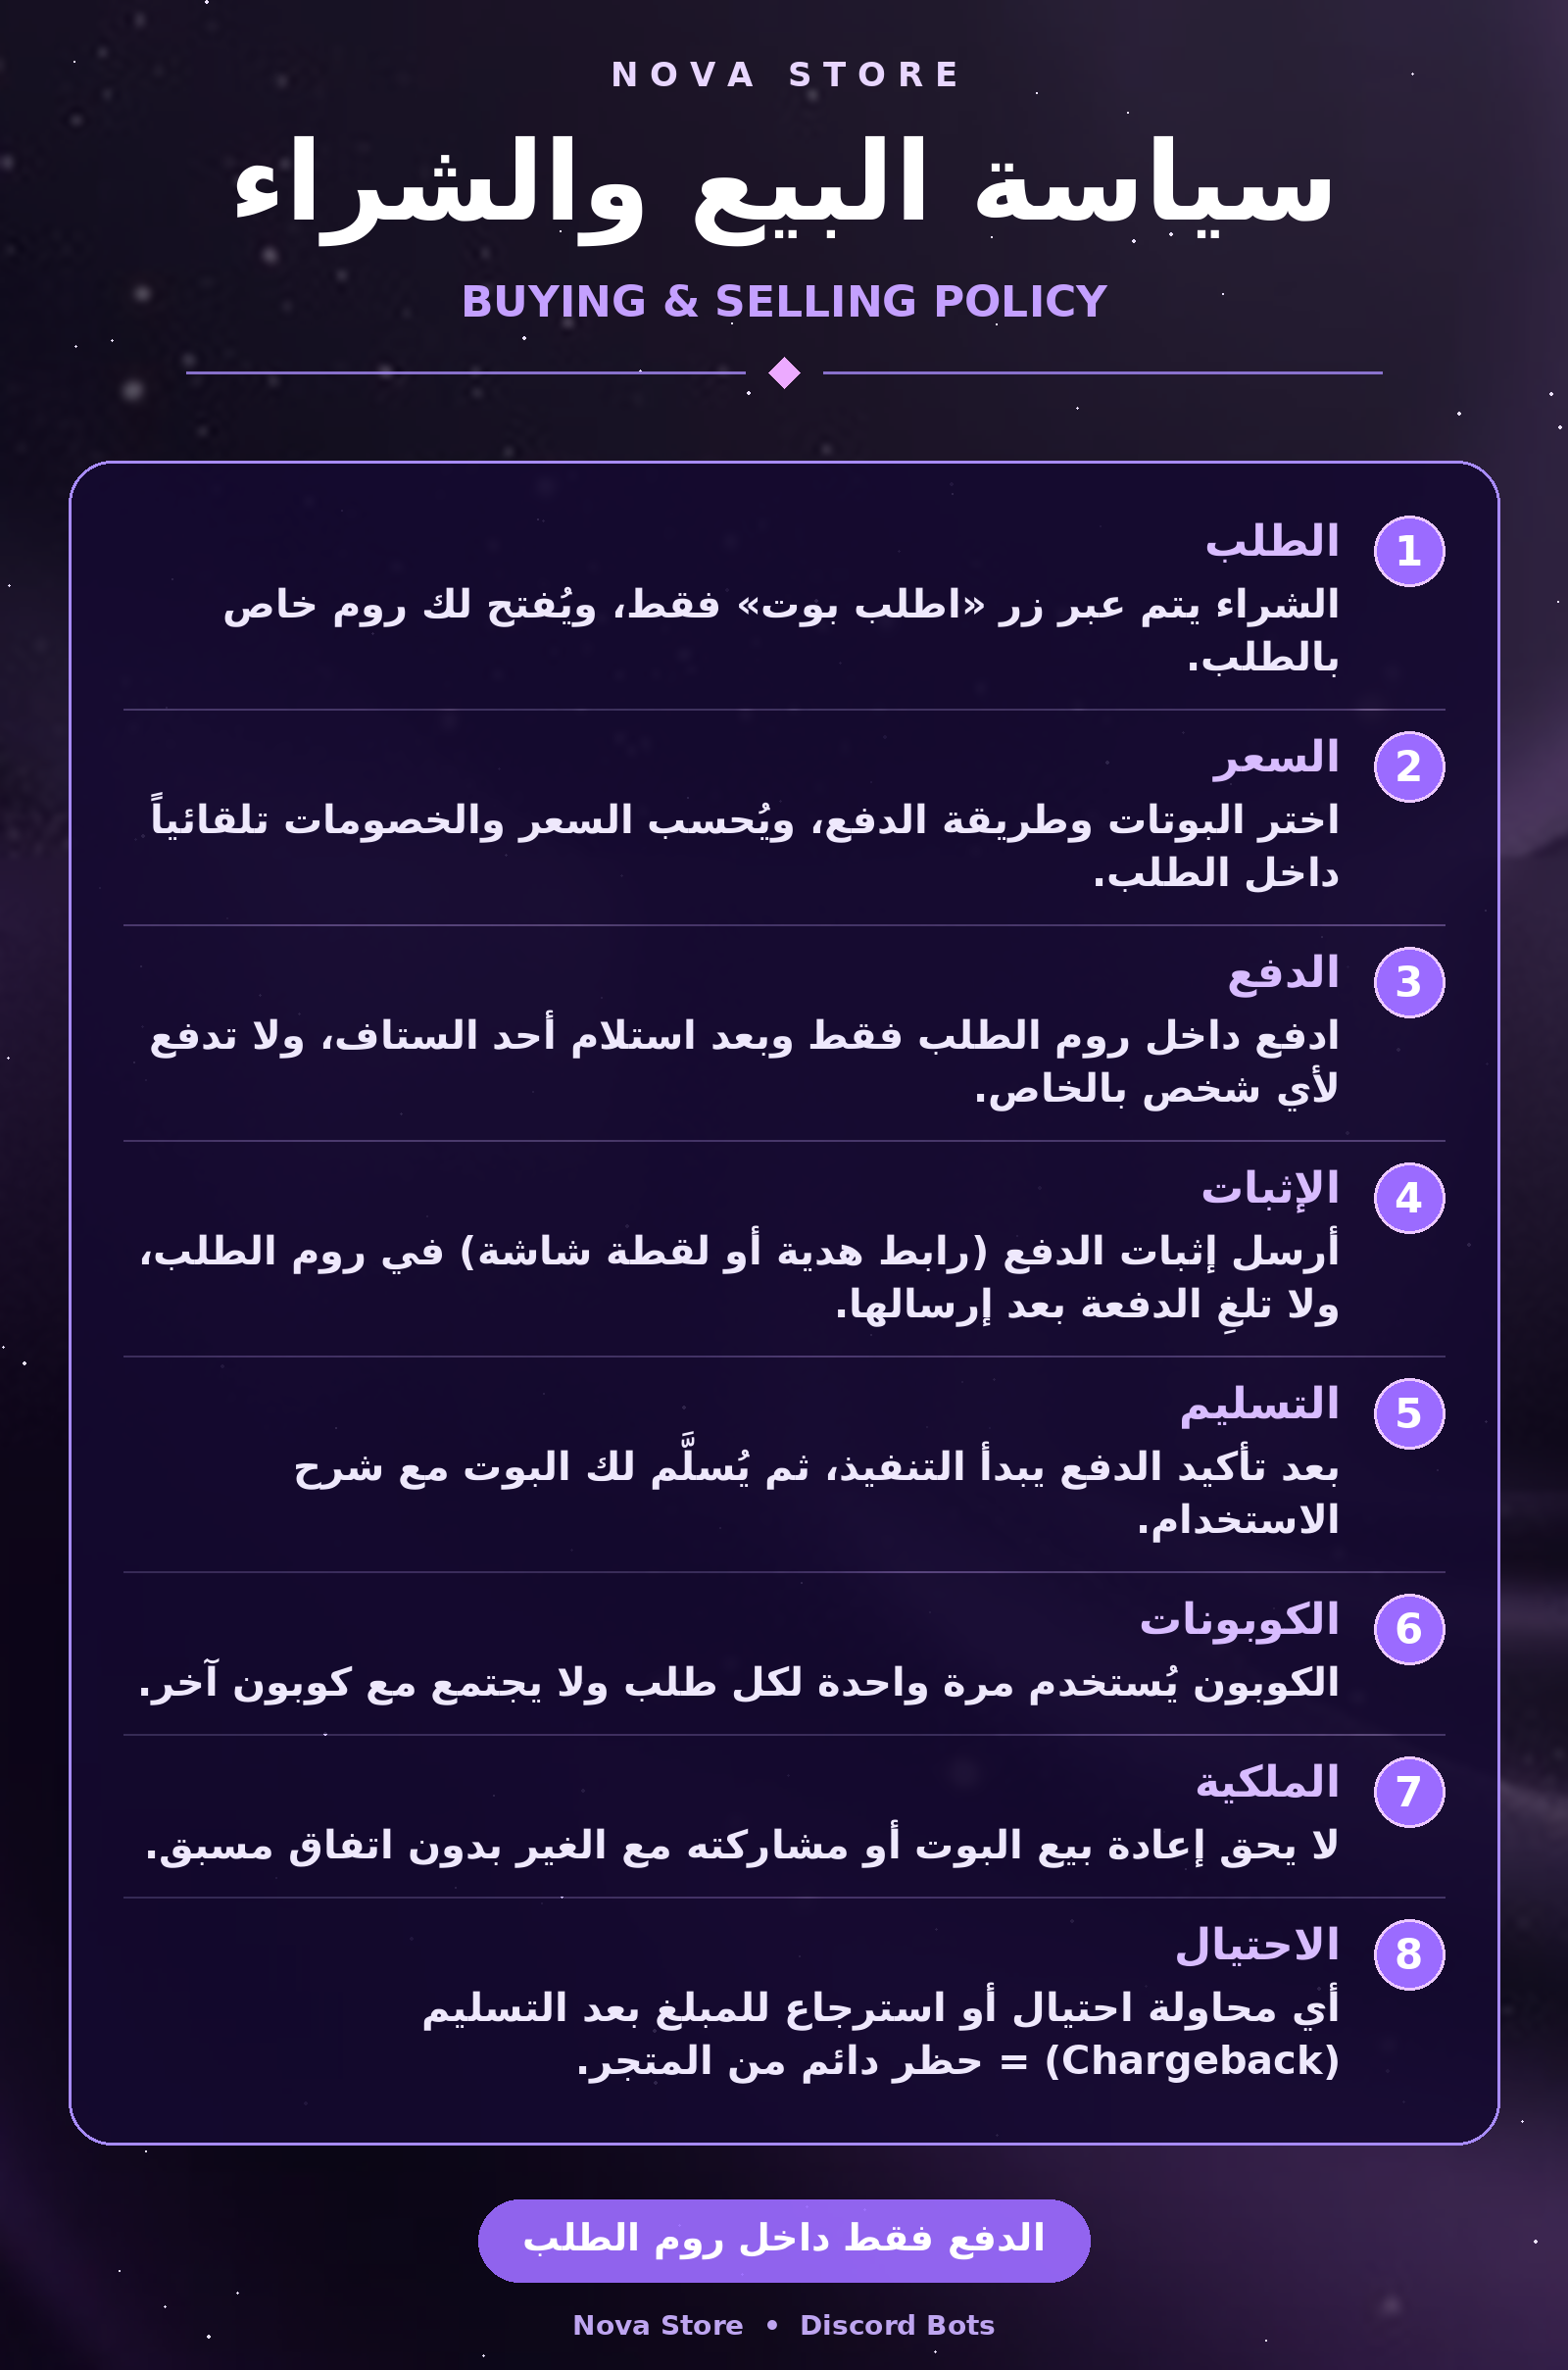 NOVA STORE
سياسة البيع والشراء
BUYING & SELLING POLICY
1
الطلب
الشراء يتم عبر زر «اطلب بوت» فقط، ويُفتح لك روم خاص
بالطلب.
2
السعر
اختر البوتات وطريقة الدفع، ويُحسب السعر والخصومات تلقائياً
داخل الطلب.
3
الدفع
ادفع داخل روم الطلب فقط وبعد استلام أحد الستاف، ولا تدفع
لأي شخص بالخاص.
4
الإثبات
أرسل إثبات الدفع (رابط هدية أو لقطة شاشة) في روم الطلب،
ولا تلغِ الدفعة بعد إرسالها.
5
التسليم
بعد تأكيد الدفع يبدأ التنفيذ، ثم يُسلَّم لك البوت مع شرح
الاستخدام.
6
الكوبونات
الكوبون يُستخدم مرة واحدة لكل طلب ولا يجتمع مع كوبون آخر.
7
الملكية
لا يحق إعادة بيع البوت أو مشاركته مع الغير بدون اتفاق مسبق.
8
الاحتيال
أي محاولة احتيال أو استرجاع للمبلغ بعد التسليم
(Chargeback) = حظر دائم من المتجر.
الدفع فقط داخل روم الطلب
Nova Store • Discord Bots